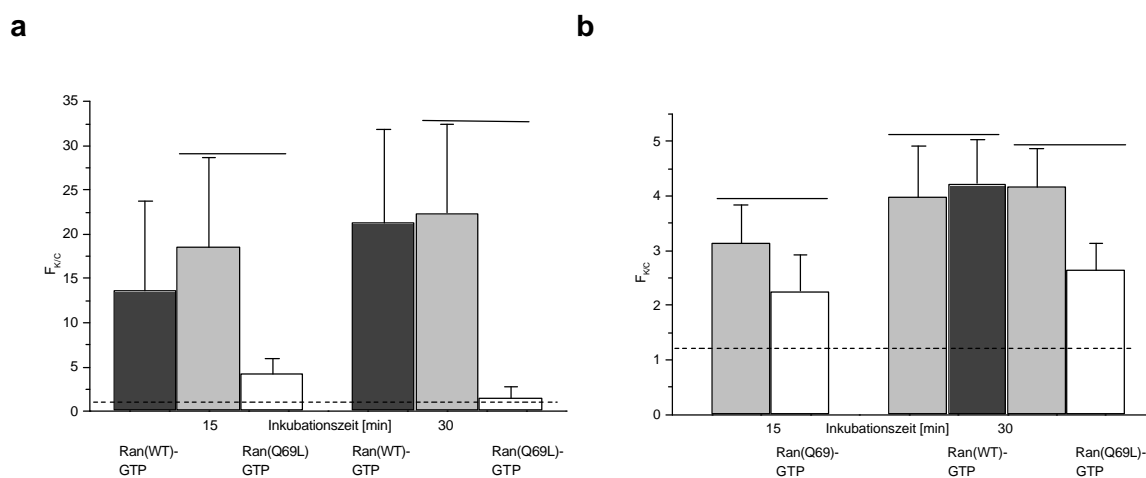 a
b
35
30
25
20
15
10
5
0
F K/C
15
Inkubationszeit [min]
30
Ran(WT)-
GTP
Ran(Q69L)
GTP
Ran(WT)-
GTP
Ran(Q69L)-
GTP
5
4
3
2
1
0
F K/C
15
Inkubationszeit [min]
30
Ran(Q69)-
GTP
Ran(WT)-
GTP
Ran(Q69L)-
GTP